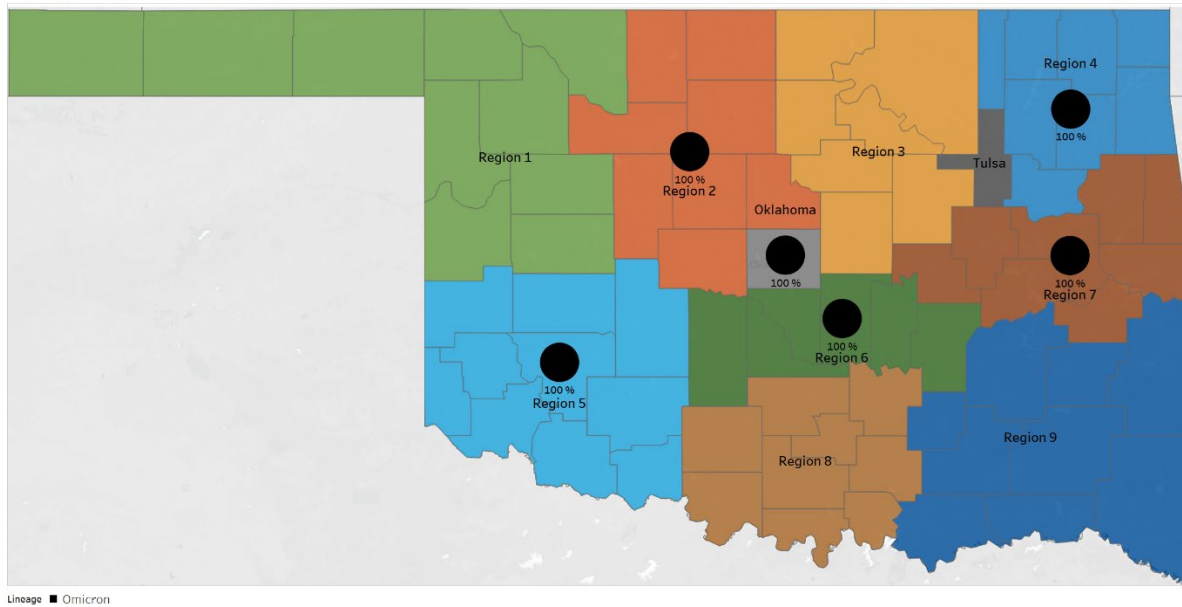 Region 4
100 %
Region 1
Region 3
Tulsa
100 %
Region 2
Oklahoma
100 %
100 %
Region 7
100 %
Region 6
100 %
Region 5
Region 9
Region 8
Lineage Omicron